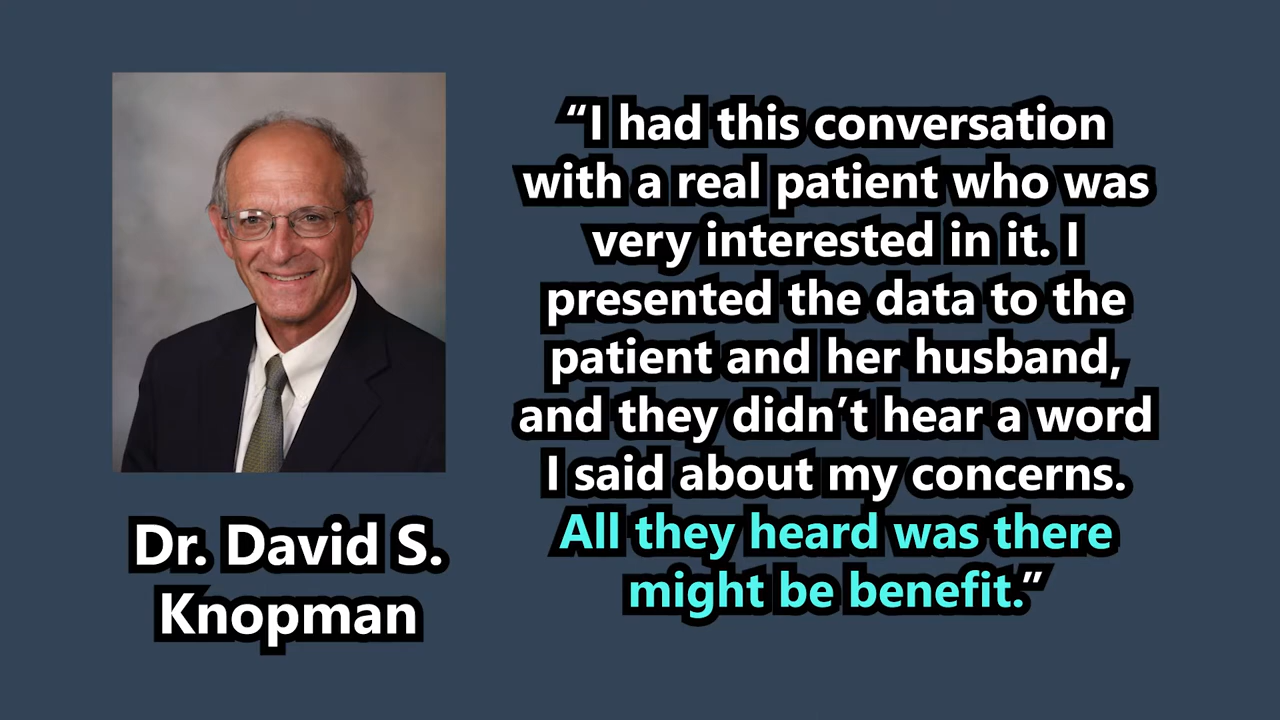 Dr. David S.
Knopman
“I had this conversation
with a real patient who was
very interested in it. I
presented the data to the
patient and her husband,
and they didn’t hear a word
I said about my concerns.
All they heard was there
might be benefit.”